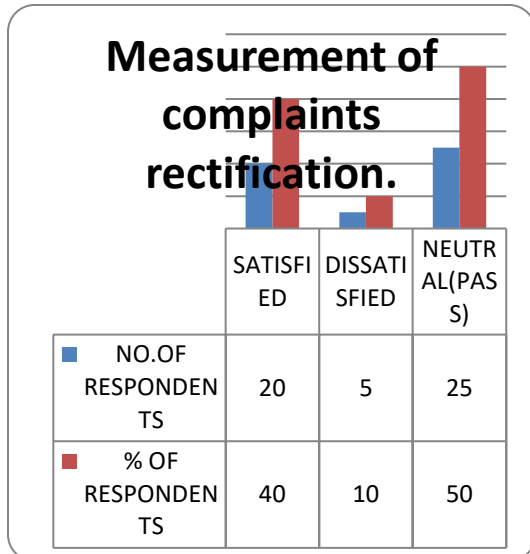 Measurement of
complaints
rectification.
SATISFI
ED
DISSATI
SFIED
NEUTR
AL(PAS
S)
NO.OF
RESPONDEN
TS
20
5
25
% OF
RESPONDEN
TS
40
10
50